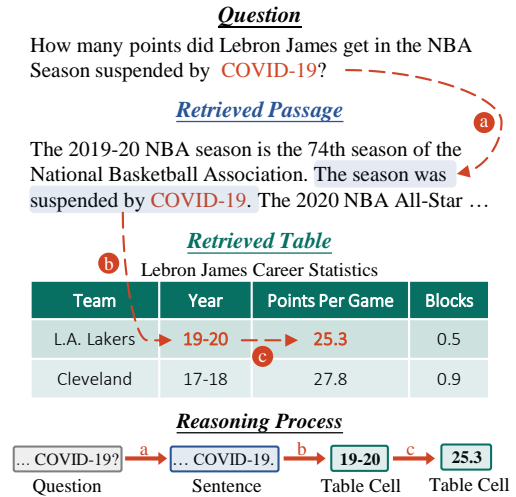 Question
How many points did Lebron James get in the NBA
Season suspended by COVID-19?
a
Retrieved Passage
The 2019-20 NBA season is the 74th season of the
National Basketball Association. The season was
suspended by COVID-19. The 2020 NBA All-Star …
b
Retrieved Table
Lebron James Career Statistics
Team Year Points Per Game Blocks
L.A. Lakers 19-20 25.3 0.5
c
Cleveland 17-18 27.8 0.9
Reasoning Process
… COVID-19? a … COVID-19. b 19-20 c 25.3
Question Sentence Table Cell Table Cell